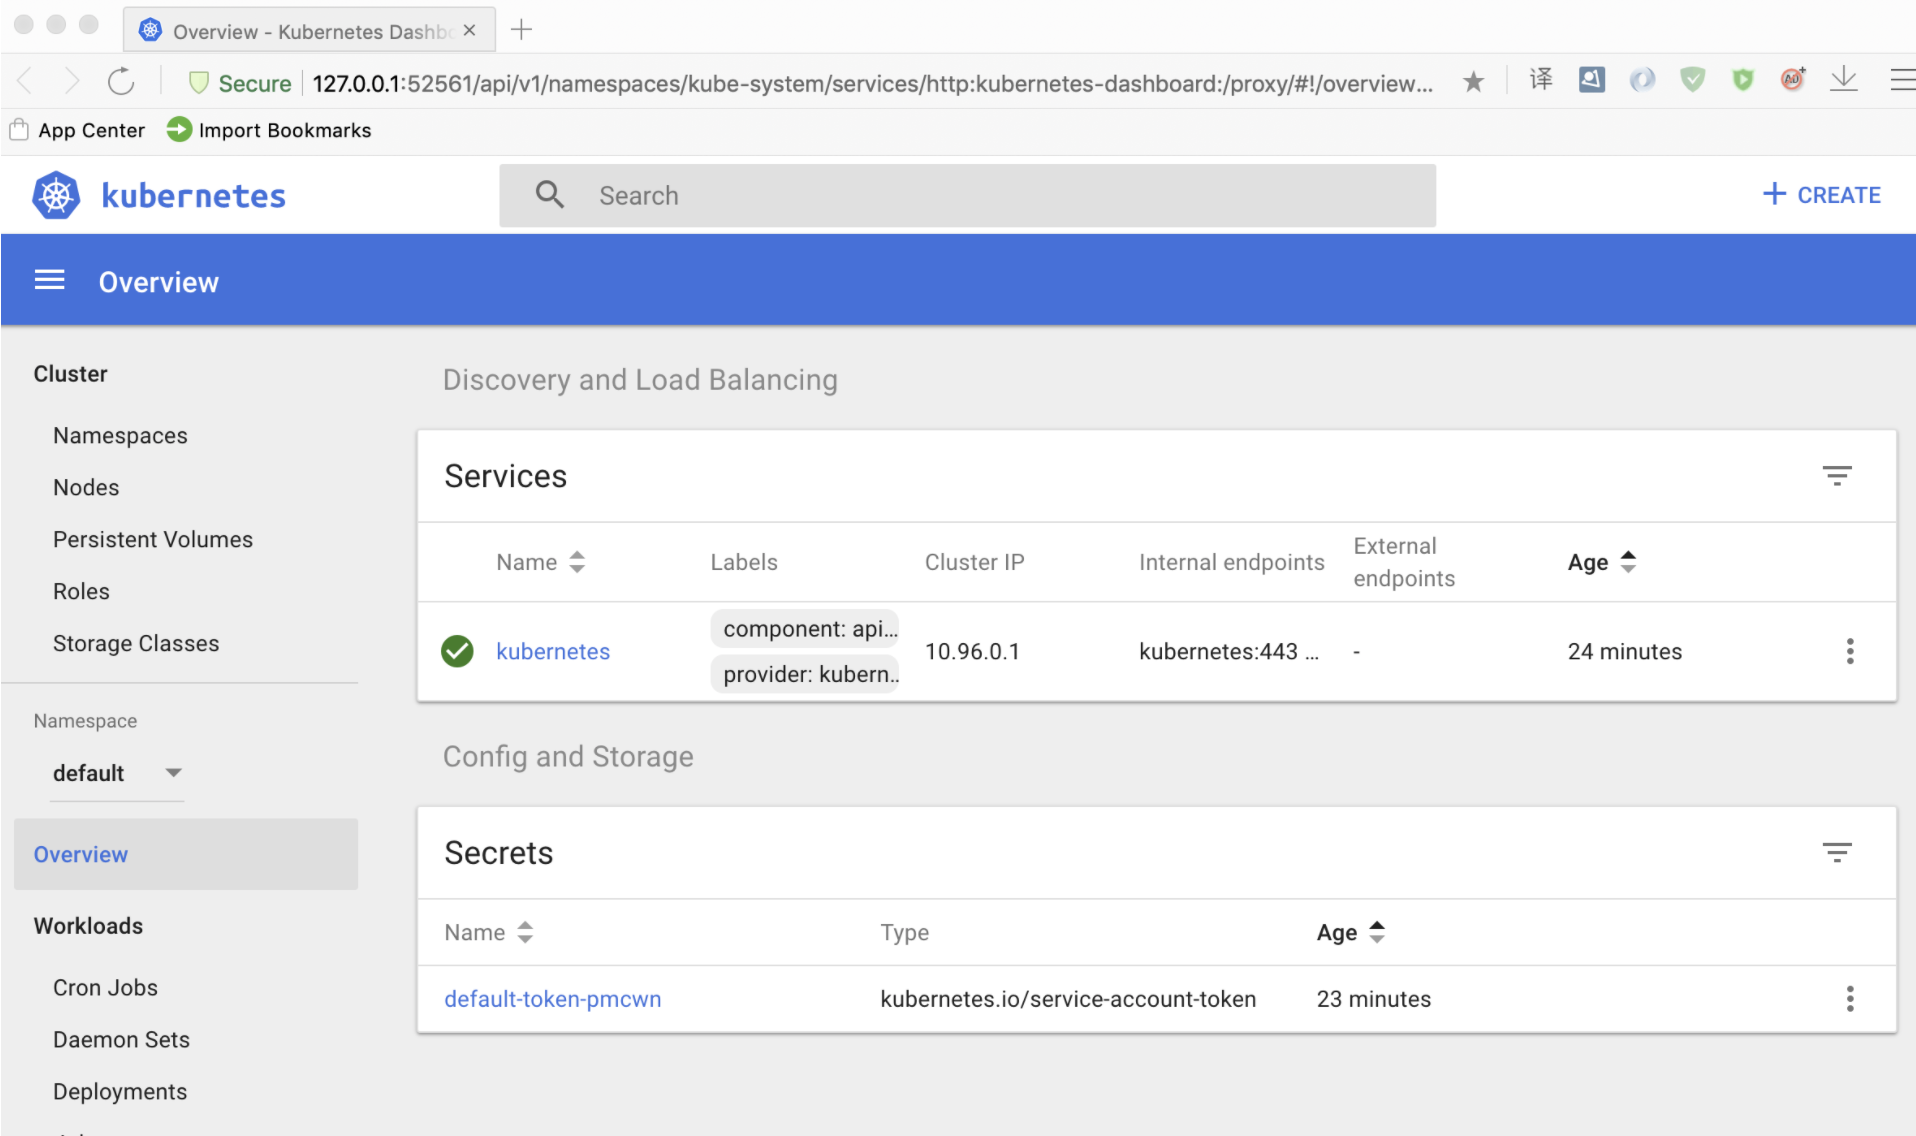 Overview - Kubernetes Dashbo
Secure 127.0.0.1:52561/api/v1/namespaces/kube-system/services/http:kubernetes-dashboard:/proxy/#!/overview... 译
App Center Import Bookmarks
kubernetes Search + CREATE
Overview
Cluster
Namespaces
Nodes
Persistent Volumes
Roles
Storage Classes
Namespace
default
Overview
Workloads
Cron Jobs
Daemon Sets
Deployments
Discovery and Load Balancing
Services
Name Labels Cluster IP Internal endpoints External endpoints Age
kubernetes component: api... 10.96.0.1 kubernetes:443 ... - 24 minutes
provider: kubern..
Config and Storage
Secrets
Name Type Age
default-token-pmcwn kubernetes.io/service-account-token 23 minutes